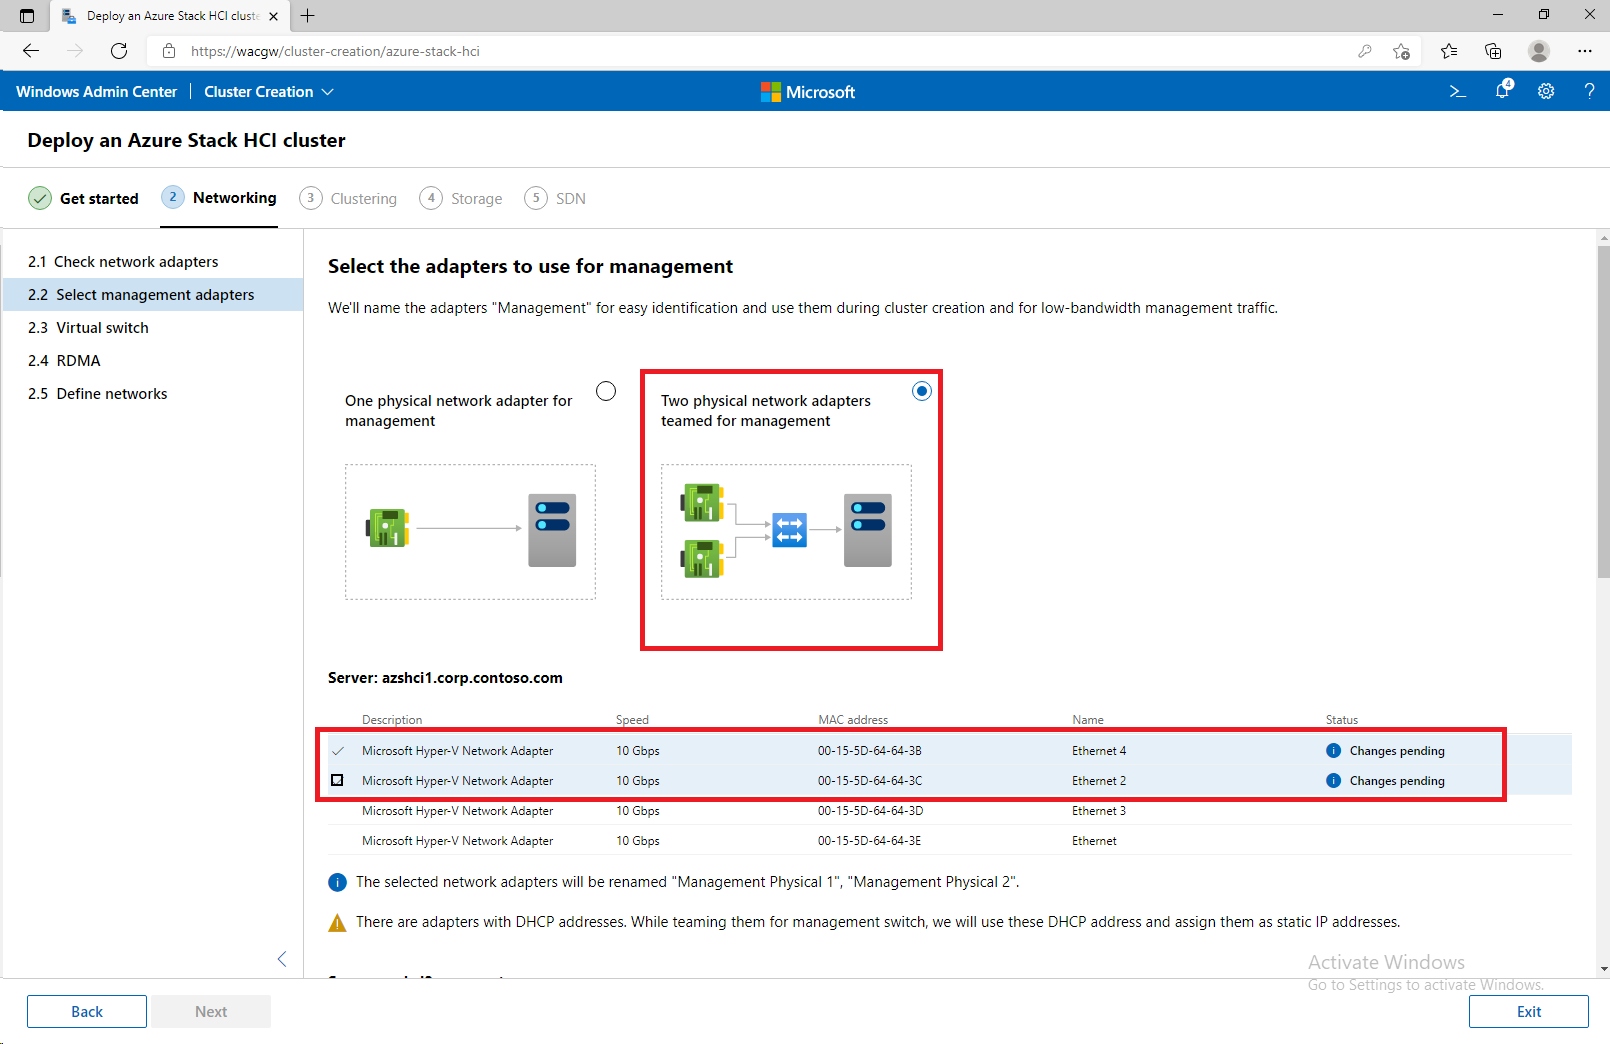 Deploy an Azure Stack HCI cluste
https://wacgw/cluster-creation/azure-stack-hci
Windows Admin Center
Cluster Creation
Microsoft
4
?
Deploy an Azure Stack HCI cluster
Get started
2 Networking
3 Clustering
4 Storage
5 SDN
2.1 Check network adapters
2.2 Select management adapters
2.3 Virtual switch
2.4 RDMA
2.5 Define networks
Select the adapters to use for management
We'll name the adapters "Management" for easy identification and use them during cluster creation and for low-bandwidth management traffic.
One physical network adapter for
management
Two physical network adapters
teamed for management
Server: azshci1.corp.contoso.com
Description Speed MAC address Name Status
Microsoft Hyper-V Network Adapter 10 Gbps 00-15-5D-64-64-3B Ethernet 4 Changes pending
Microsoft Hyper-V Network Adapter 10 Gbps 00-15-5D-64-64-3C Ethernet 2 Changes pending
Microsoft Hyper-V Network Adapter 10 Gbps 00-15-5D-64-64-3D Ethernet 3
Microsoft Hyper-V Network Adapter 10 Gbps 00-15-5D-64-64-3E Ethernet
The selected network adapters will be renamed "Management Physical 1", "Management Physical 2".
There are adapters with DHCP addresses. While teaming them for management switch, we will use these DHCP address and assign them as static IP addresses.
Activate Windows
Go to Settings to activate Windows.
Back
Next
Exit